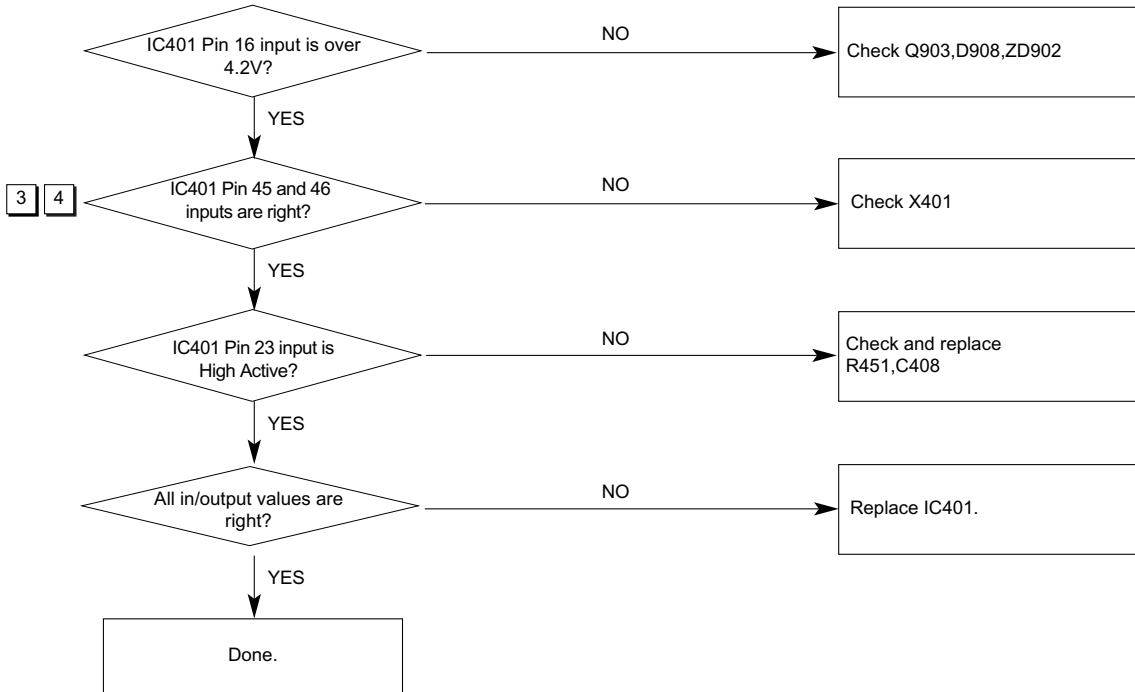 IC401 Pin 16 input is over
4.2V?
NO
Check Q903,D908,ZD902
YES
3 4
IC401 Pin 45 and 46
inputs are right?
NO
Check X401
YES
IC401 Pin 23 input is
High Active?
NO
Check and replace
R451,C408
YES
All in/output values are
right?
NO
Replace IC401.
YES
Done.